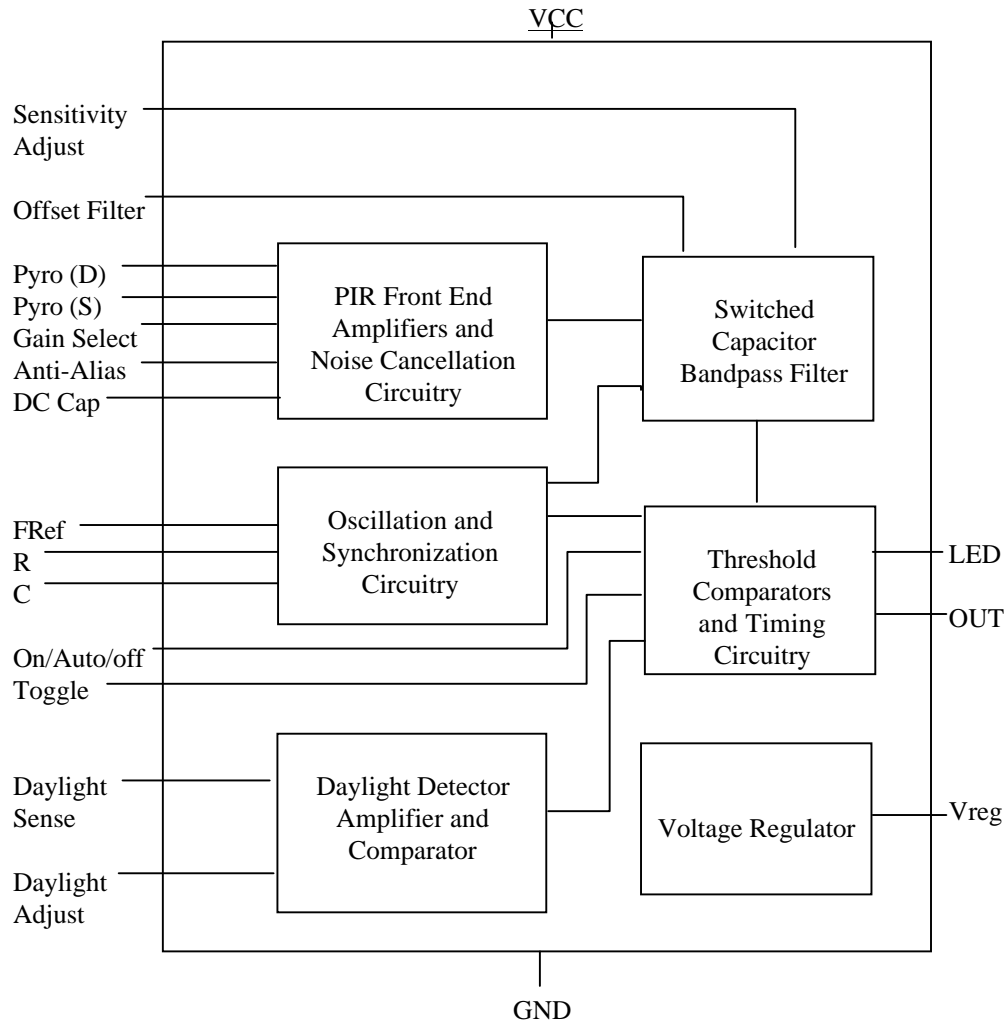 VCC
Sensitivity
Adjust
Offset Filter
Pyro (D)
Pyro (S)
Gain Select
Anti-Alias
DC Cap
PIR Front End
Amplifiers and
Noise Cancellation
Circuitry
Switched
Capacitor
Bandpass Filter
FRef
R
C
Oscillation and
Synchronization
Circuitry
Threshold
Comparators
and Timing
Circuitry
LED
OUT
On/Auto/off
Toggle
Daylight
Sense
Daylight
Adjust
Daylight Detector
Amplifier and
Comparator
Voltage Regulator
Vreg
GND